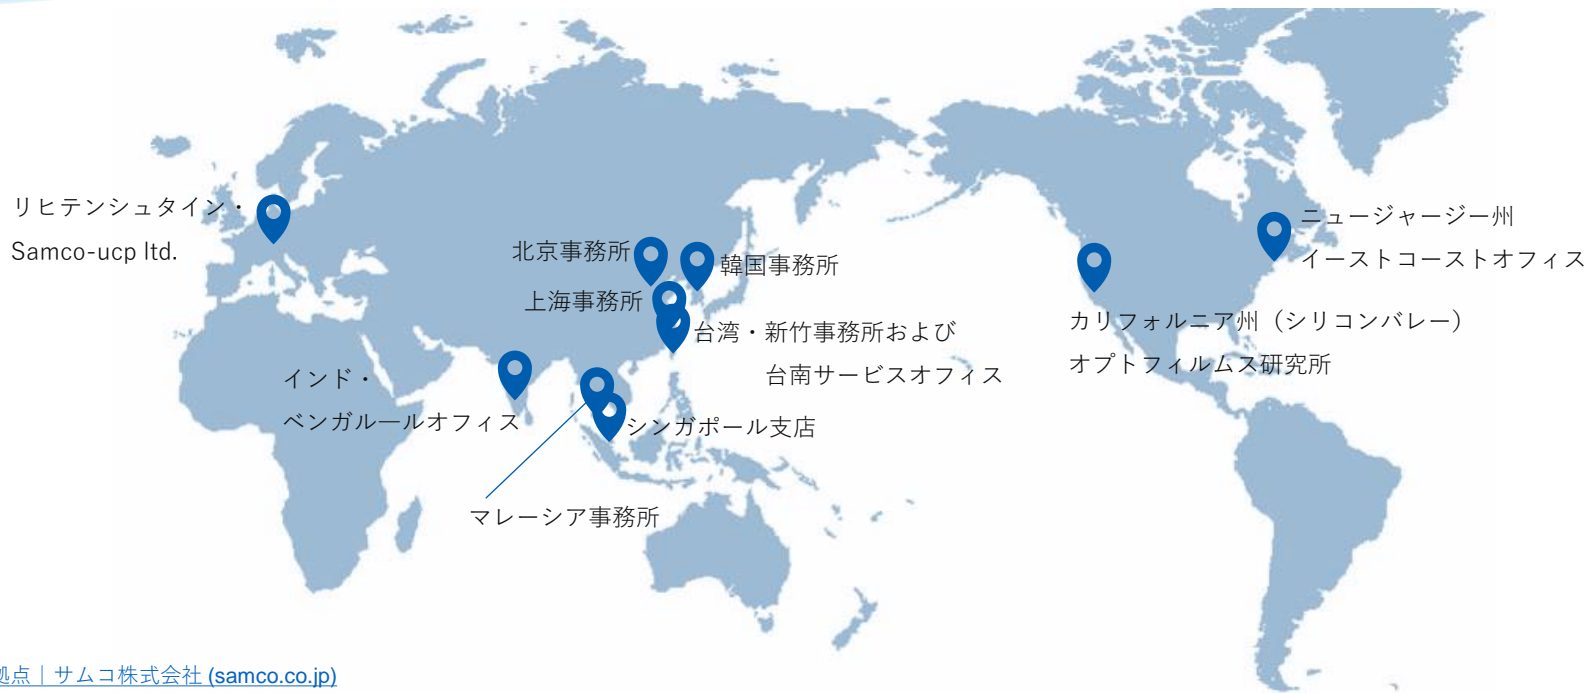 リヒテンシュタイン・
Samco-ucp ltd.
北京事務所
韓国事務所
上海事務所
台湾・新竹事務所および
台南サービスオフィス
インド・
ベンガルールオフィス
シンガポール支店
マレーシア事務所
ニュージャージー州
イーストコーストオフィス
カリフォルニア州（シリコンバレー）
オプトフィルムス研究所
拠点｜サムコ株式会社 (samco.co.jp)